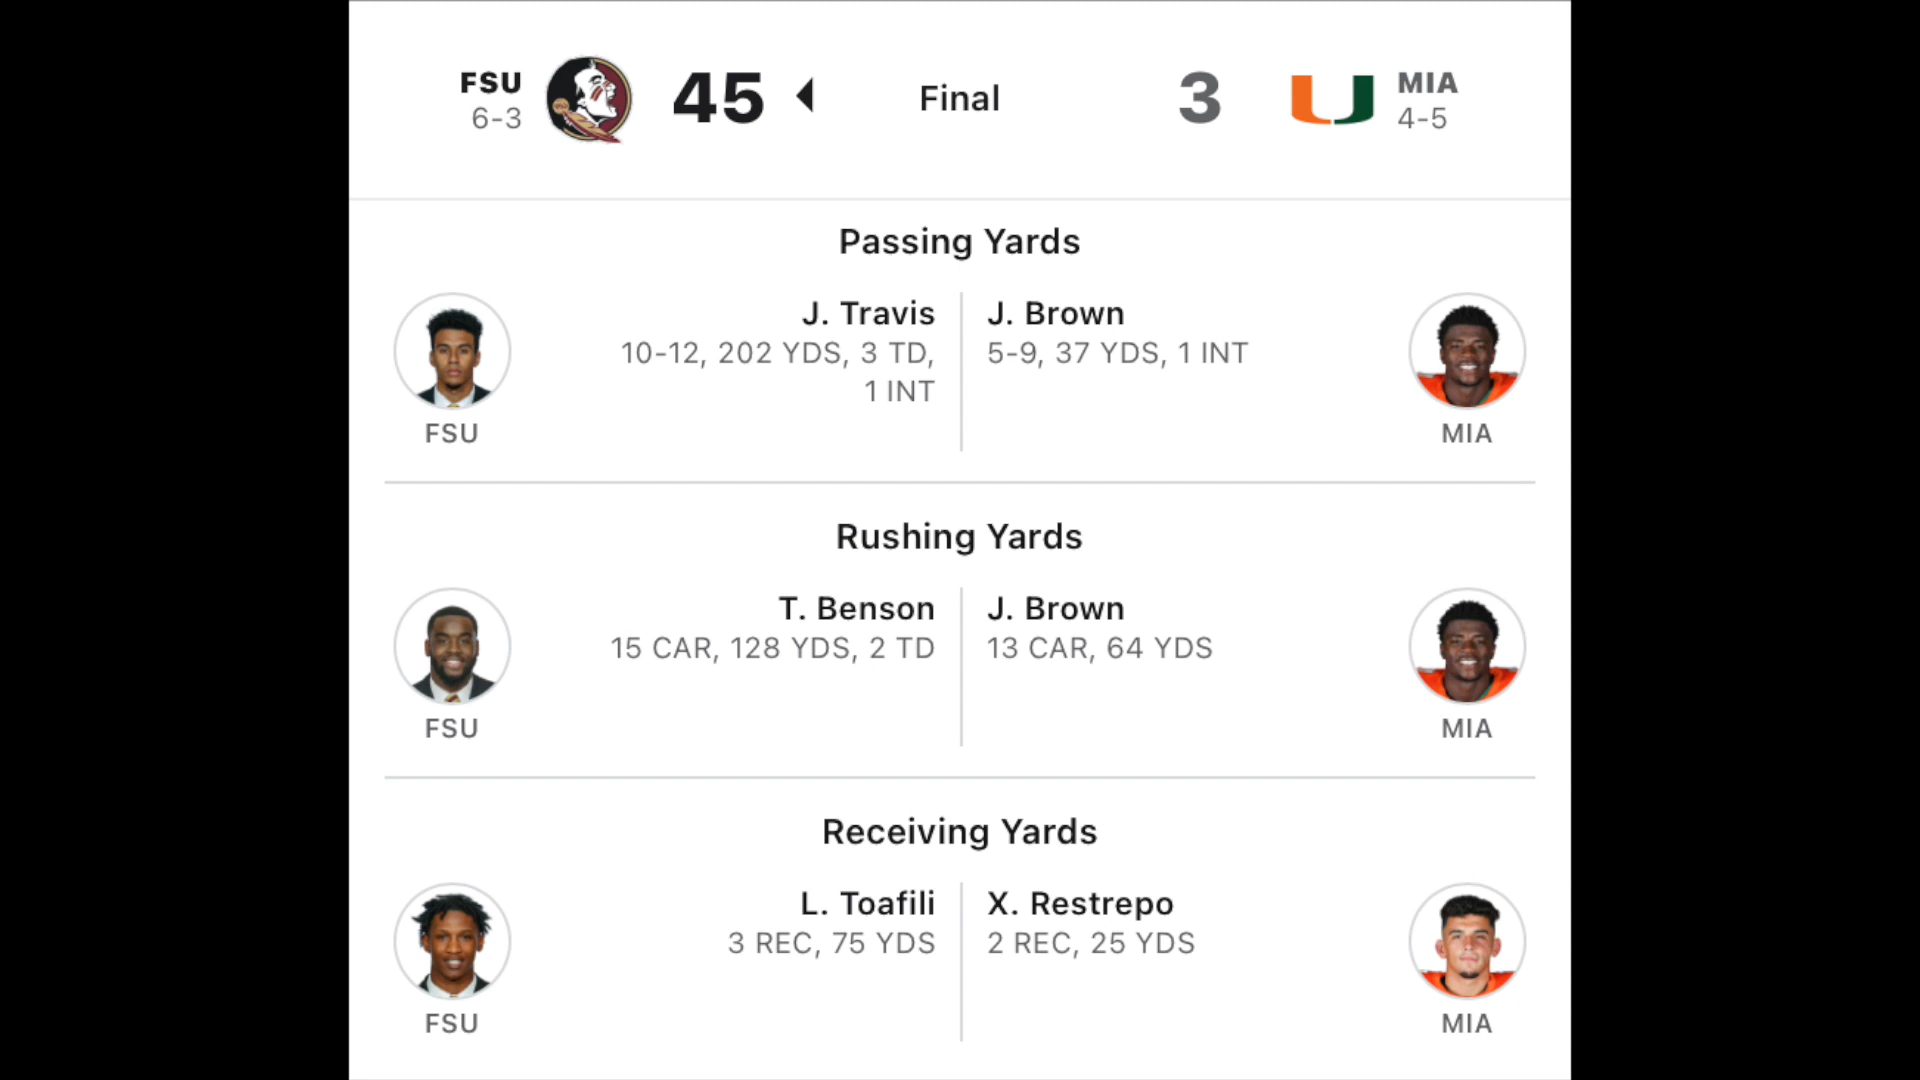 FSU
6-3
45
Final
3
MIA
4-5
Passing Yards
J. Travis
10-12, 202 YDS, 3 TD,
1 INT
FSU
J. Brown
5-9, 37 YDS, 1 INT
MIA
Rushing Yards
T. Benson
15 CAR, 128 YDS, 2 TD
FSU
J. Brown
13 CAR, 64 YDS
MIA
Receiving Yards
L. Toafili
3 REC, 75 YDS
FSU
X. Restrepo
2 REC, 25 YDS
MIA